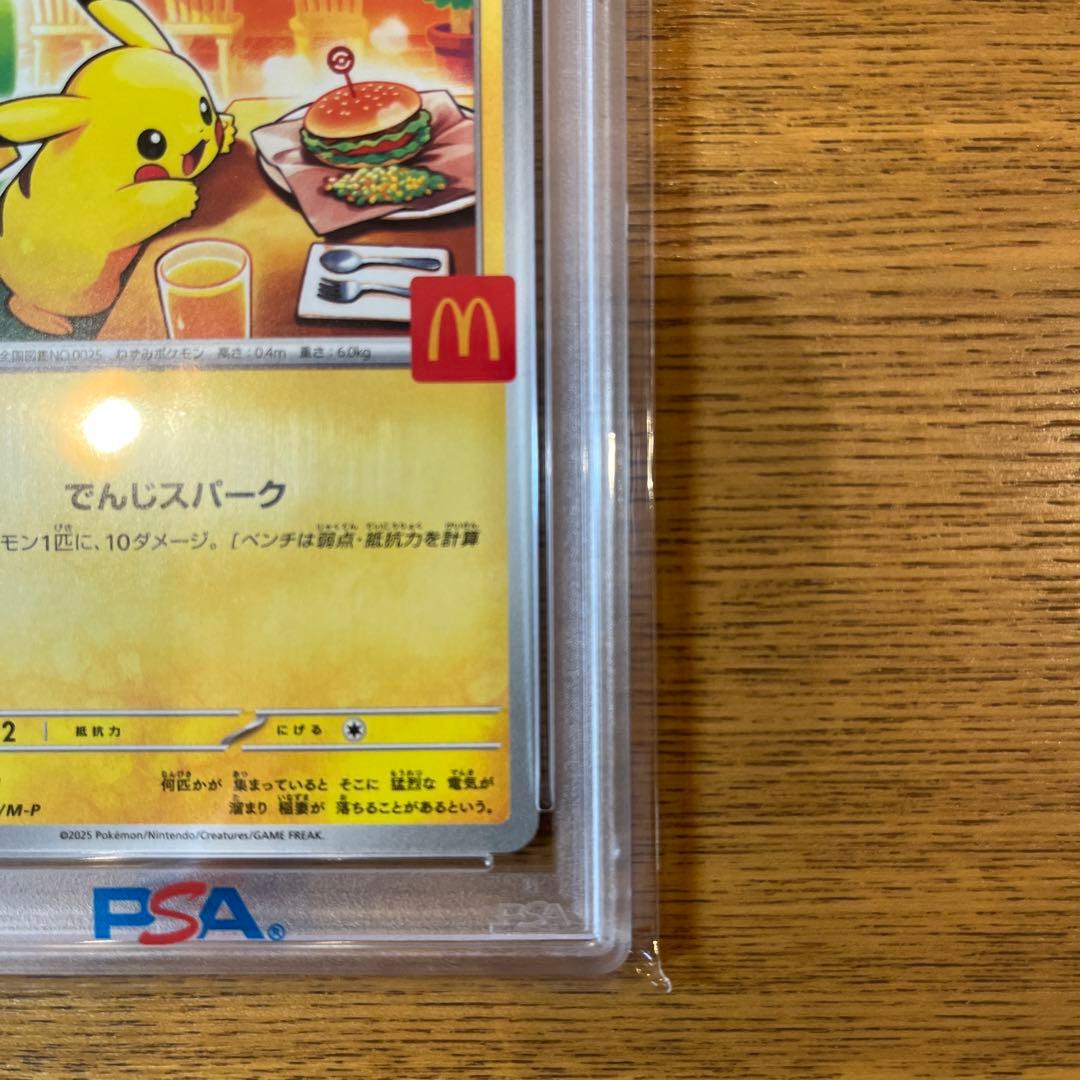 全国図鑑 NO.0025 ねずみポケモン 高さ：0.4m 重さ：6.0kg
M
でんじスパーク
モン1匹に、10ダメージ。[ベンチは弱点・抵抗力を計算
2 抵抗力 にげる
何匹かが 集まっていると そこに 猛烈な 電気が
溜まり 稲妻が 落ちることがあるという。
/M-P
©2025 Pokémon/Nintendo/Creatures/GAME FREAK.
PSA®
PSA